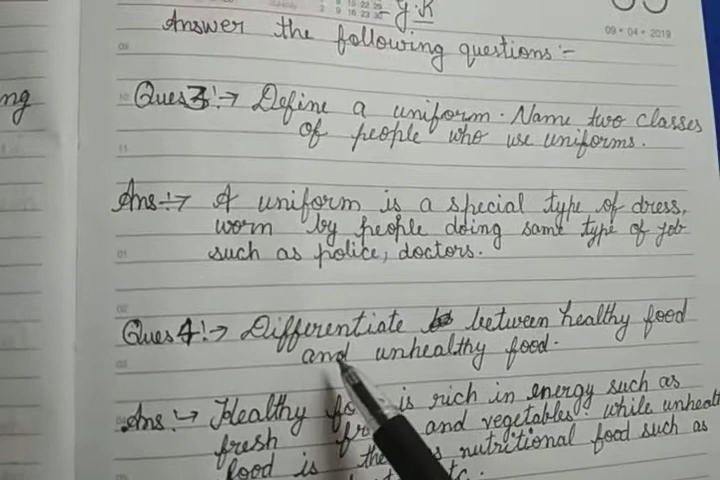 G.K
09 • 04 • 2019
Answer the following questions :-
ng
Ques 3 :→ Define a uniform. Name two classes
of people who use uniforms.
Ans :→ A uniform is a special type of dress,
worn by people doing same type of job
such as police, doctors.
Ques 4 :→ Differentiate between healthy food
and unhealthy food.
Ans :→ Healthy is rich in energy such as
fresh and vegetables while unhealt
food is nutritional food such as
etc.